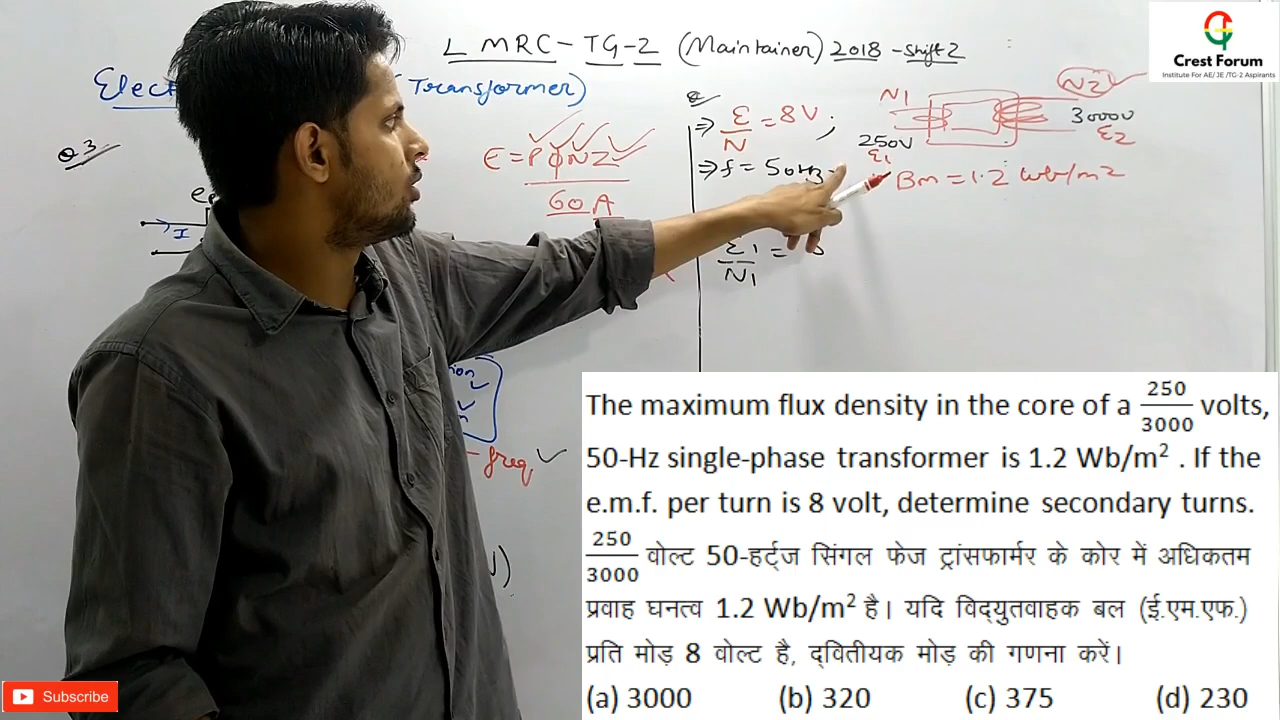 LMRC-TG-2 (Maintainer) 2018-Shift 2
Crest Forum
Institute For AE/ JE /TG-2 Aspirants
Elect
(Transformer)
Q 3
E = PΦNZ
60 A
⇒ E/N = 8V ;
⇒ f = 50Hz
E1/N1 =
N1
N2
250V
E1
3000V
E2
Bm = 1.2 Wb/m2
- freq
The maximum flux density in the core of a 250/3000 volts,
50-Hz single-phase transformer is 1.2 Wb/m² . If the
e.m.f. per turn is 8 volt, determine secondary turns.
250/3000 वोल्ट 50-हर्ट्ज सिंगल फेज ट्रांसफार्मर के कोर में अधिकतम
प्रवाह घनत्व 1.2 Wb/m² है। यदि विद्युतवाहक बल (ई.एम.एफ.)
प्रति मोड़ 8 वोल्ट है, द्वितीयक मोड़ की गणना करें।
(a) 3000 (b) 320 (c) 375 (d) 230
Subscribe